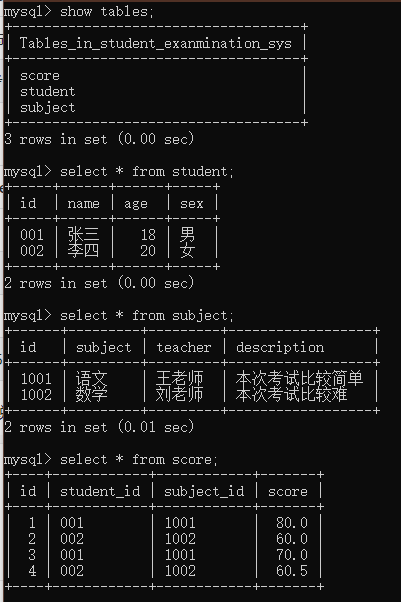 mysql> show tables;
+--------------------------------------+
| Tables_in_student_exanmination_sys |
+--------------------------------------+
| score |
| student |
| subject |
+--------------------------------------+
3 rows in set (0.00 sec)
mysql> select * from student;
+------+------+------+------+
| id | name | age | sex |
+------+------+------+------+
| 001 | 张三 | 18 | 男 |
| 002 | 李四 | 20 | 女 |
+------+------+------+------+
2 rows in set (0.00 sec)
mysql> select * from subject;
+------+---------+---------+------------------+
| id | subject | teacher | description |
+------+---------+---------+------------------+
| 1001 | 语文 | 王老师 | 本次考试比较简单
| 1002 | 数学 | 刘老师 | 本次考试比较难 |
+------+---------+---------+------------------+
2 rows in set (0.01 sec)
mysql> select * from score;
+----+------------+------------+-------+
| id | student_id | subject_id | score |
+----+------------+------------+-------+
| 1 | 001 | 1001 | 80.0 |
| 2 | 002 | 1002 | 60.0 |
| 3 | 001 | 1001 | 70.0 |
| 4 | 002 | 1002 | 60.5 |
+----+------------+------------+-------+